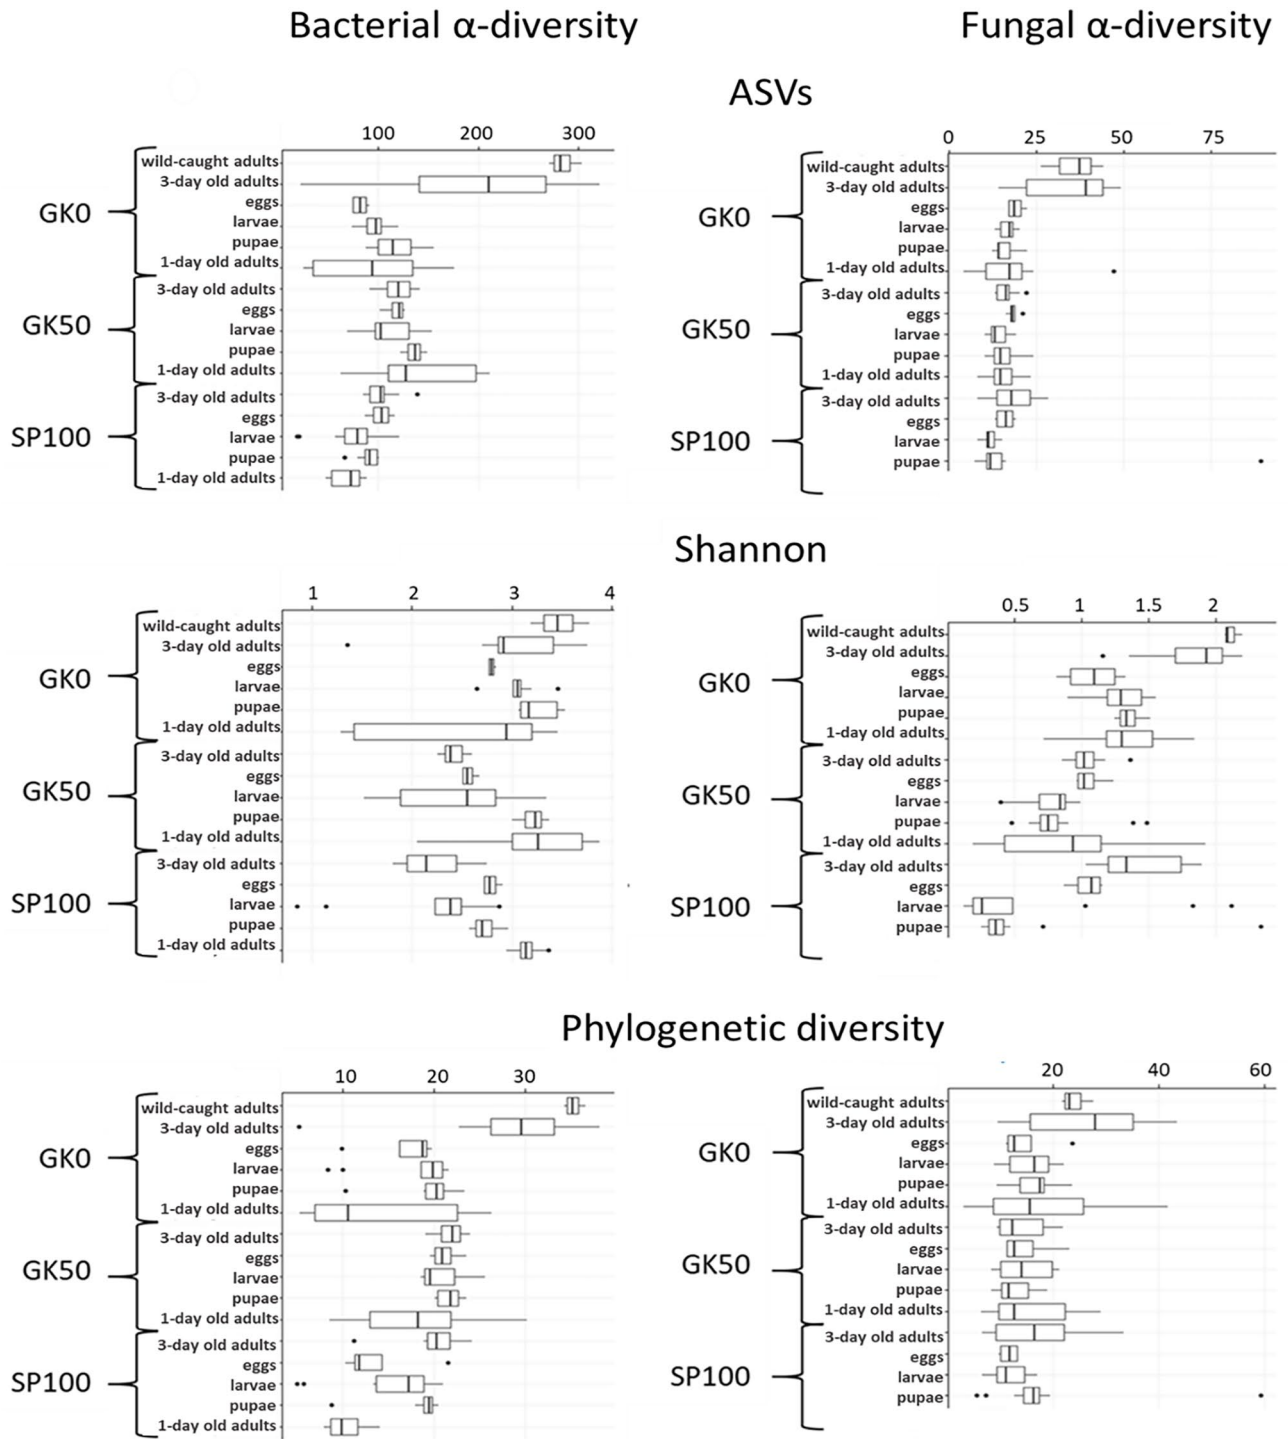 Bacterial α-diversity
Fungal α-diversity
ASVs
100 200 300
GK0
wild-caught adults
3-day old adults
eggs
larvae
pupae
1-day old adults
GK50
3-day old adults
eggs
larvae
pupae
1-day old adults
SP100
3-day old adults
eggs
larvae
pupae
1-day old adults
0 25 50 75
GK0
wild-caught adults
3-day old adults
eggs
larvae
pupae
1-day old adults
GK50
3-day old adults
eggs
larvae
pupae
1-day old adults
SP100
3-day old adults
eggs
larvae
pupae
Shannon
1 2 3 4
GK0
wild-caught adults
3-day old adults
eggs
larvae
pupae
1-day old adults
GK50
3-day old adults
eggs
larvae
pupae
1-day old adults
SP100
3-day old adults
eggs
larvae
pupae
1-day old adults
0.5 1 1.5 2
GK0
wild-caught adults
3-day old adults
eggs
larvae
pupae
1-day old adults
GK50
3-day old adults
eggs
larvae
pupae
1-day old adults
SP100
3-day old adults
eggs
larvae
pupae
Phylogenetic diversity
10 20 30
GK0
wild-caught adults
3-day old adults
eggs
larvae
pupae
1-day old adults
GK50
3-day old adults
eggs
larvae
pupae
1-day old adults
SP100
3-day old adults
eggs
larvae
pupae
1-day old adults
20 40 60
GK0
wild-caught adults
3-day old adults
eggs
larvae
pupae
1-day old adults
GK50
3-day old adults
eggs
larvae
pupae
1-day old adults
SP100
3-day old adults
eggs
larvae
pupae